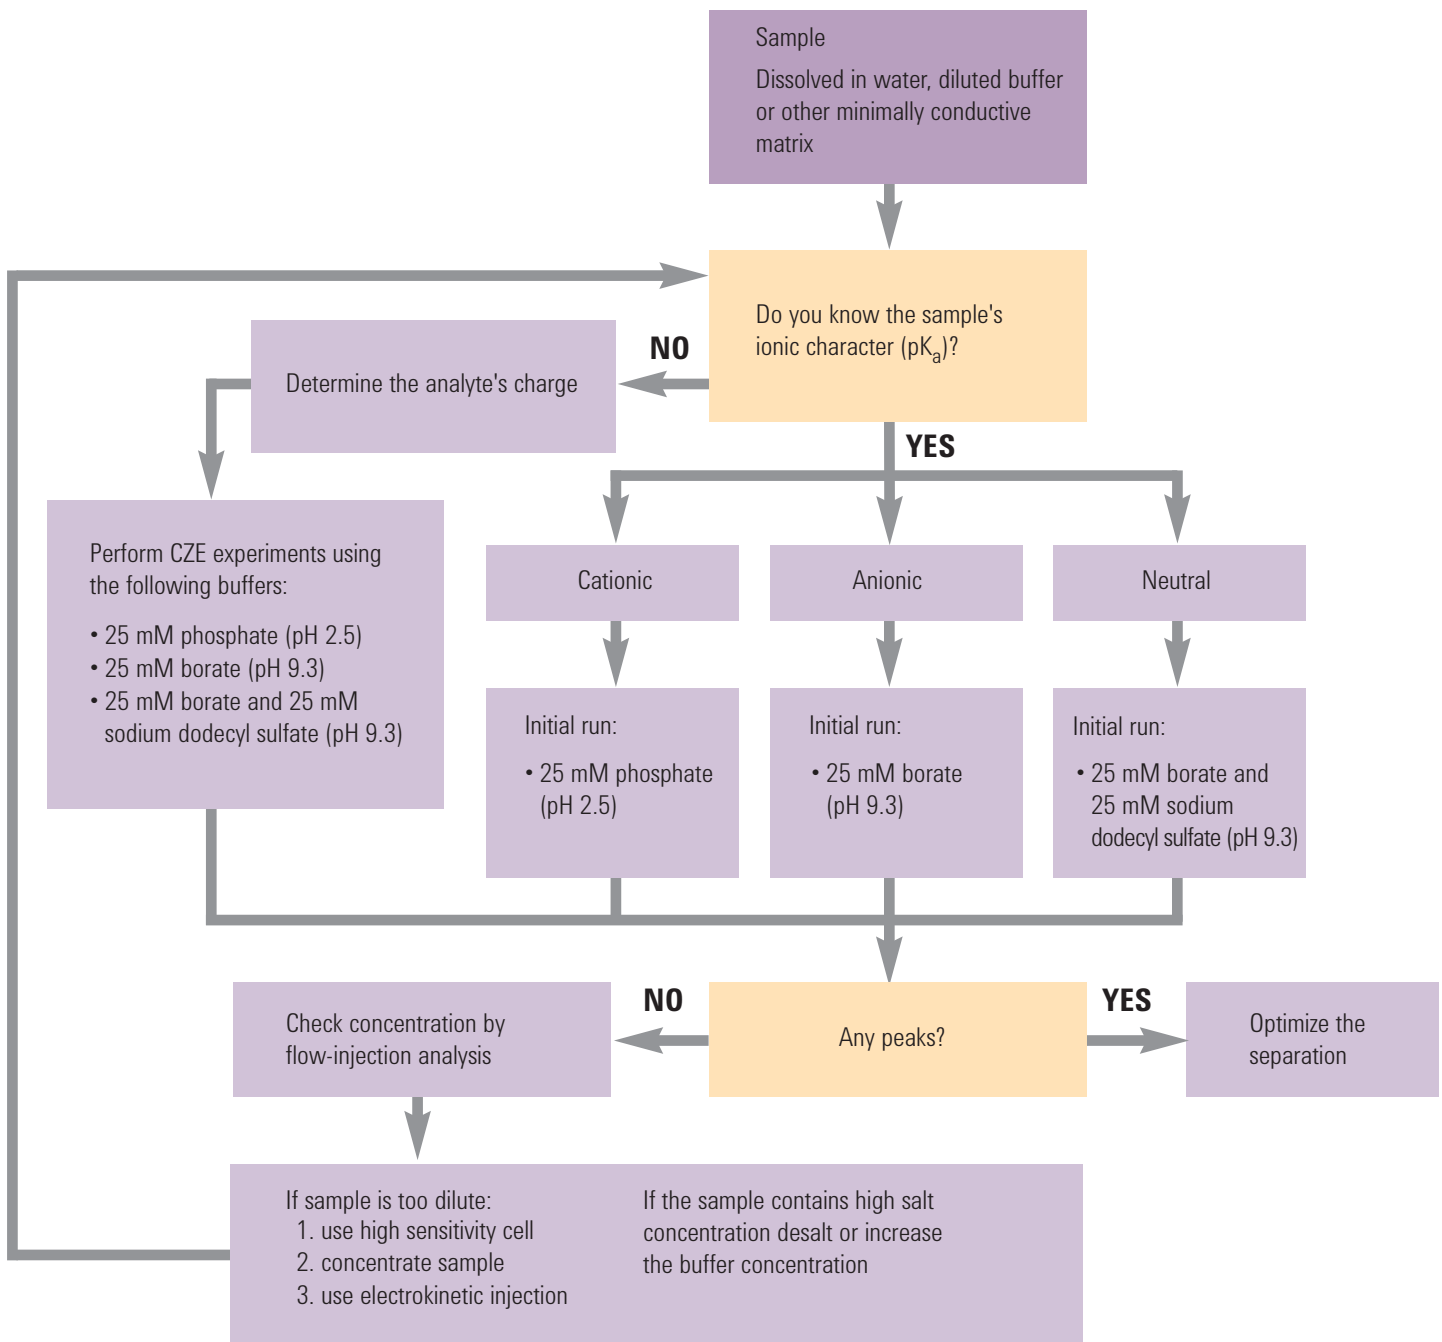 Sample
Dissolved in water, diluted buffer
or other minimally conductive
matrix
Do you know the sample's
ionic character (pKa)?
NO
Determine the analyte's charge
YES
Perform CZE experiments using
the following buffers:
• 25 mM phosphate (pH 2.5)
• 25 mM borate (pH 9.3)
• 25 mM borate and 25 mM
sodium dodecyl sulfate (pH 9.3)
Cationic
Anionic
Neutral
Initial run:
• 25 mM phosphate
(pH 2.5)
Initial run:
• 25 mM borate
(pH 9.3)
Initial run:
• 25 mM borate and
25 mM sodium
dodecyl sulfate (pH 9.3)
Any peaks?
NO
Check concentration by
flow-injection analysis
YES
Optimize the
separation
If sample is too dilute:
1. use high sensitivity cell
2. concentrate sample
3. use electrokinetic injection
If the sample contains high salt
concentration desalt or increase
the buffer concentration